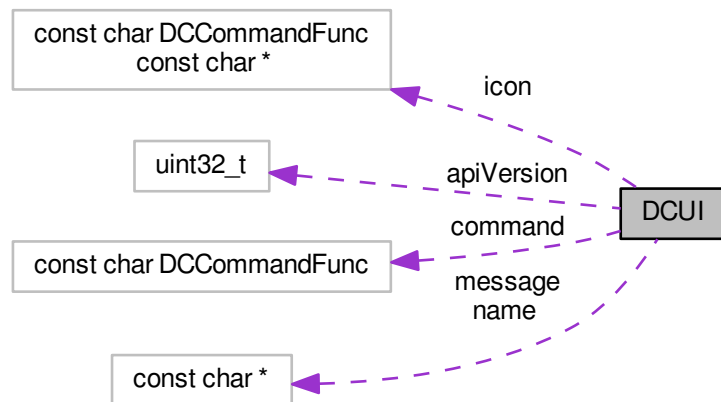 const char DCCommandFunc
const char *
icon
uint32_t
apiVersion
DCUI
command
const char DCCommandFunc
message
name
const char *